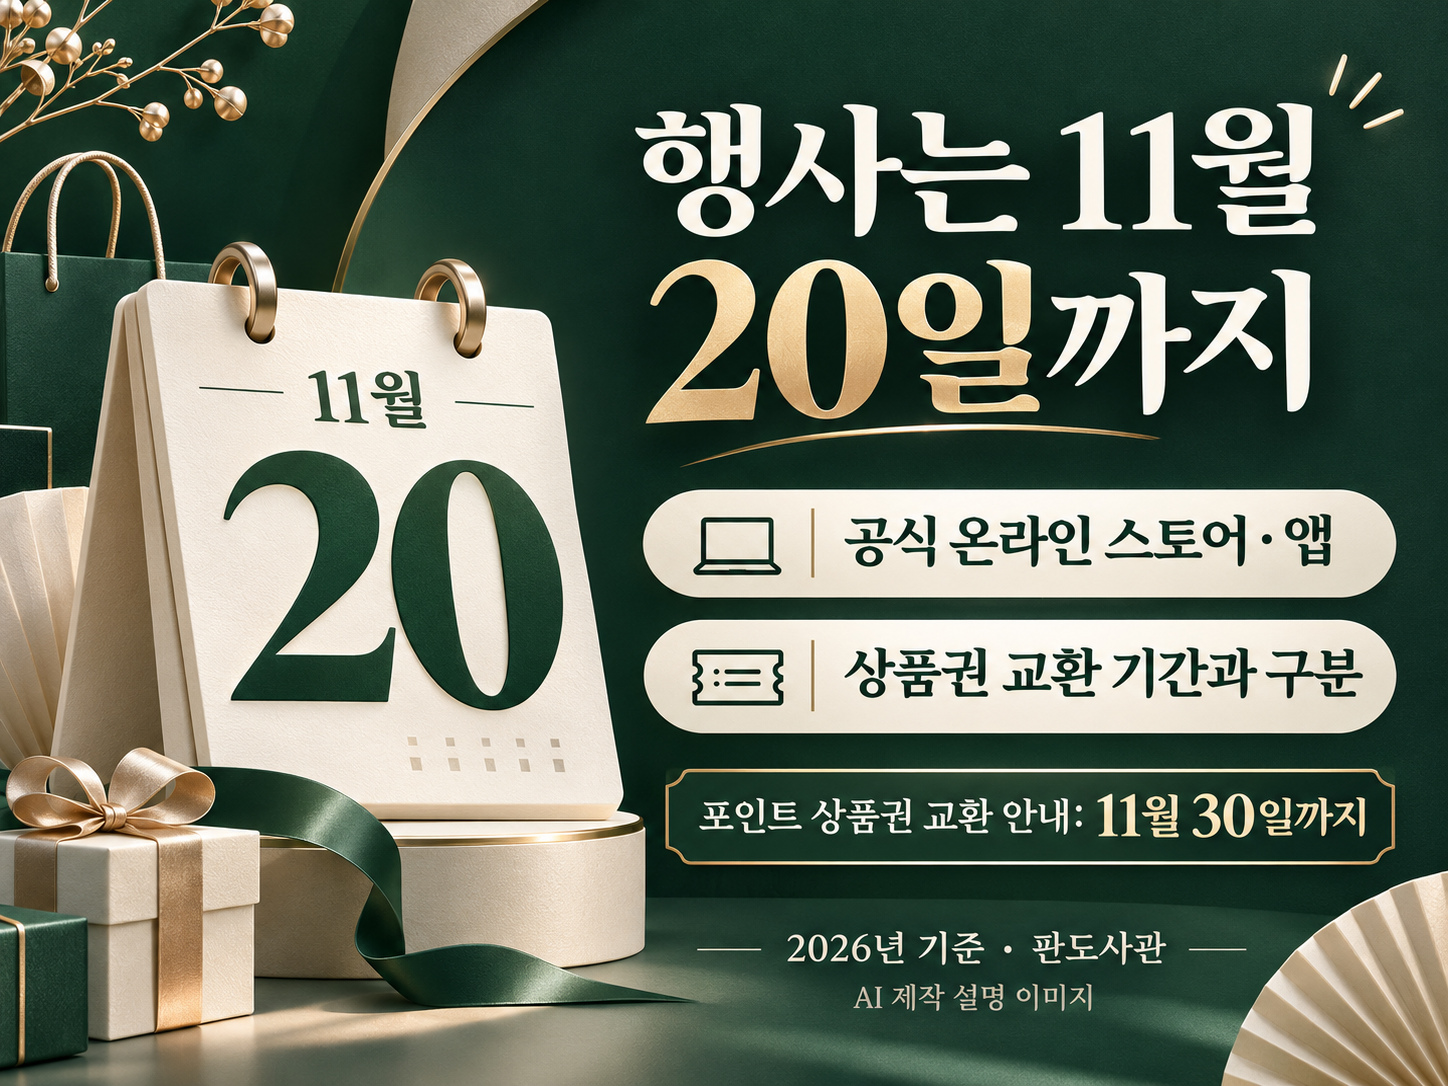 11월
20
행사는 11월
20일까지
공식 온라인 스토어·앱
상품권 교환 기간과 구분
포인트 상품권 교환 안내: 11월 30일까지
2026년 기준 · 판도사관
AI 제작 설명 이미지